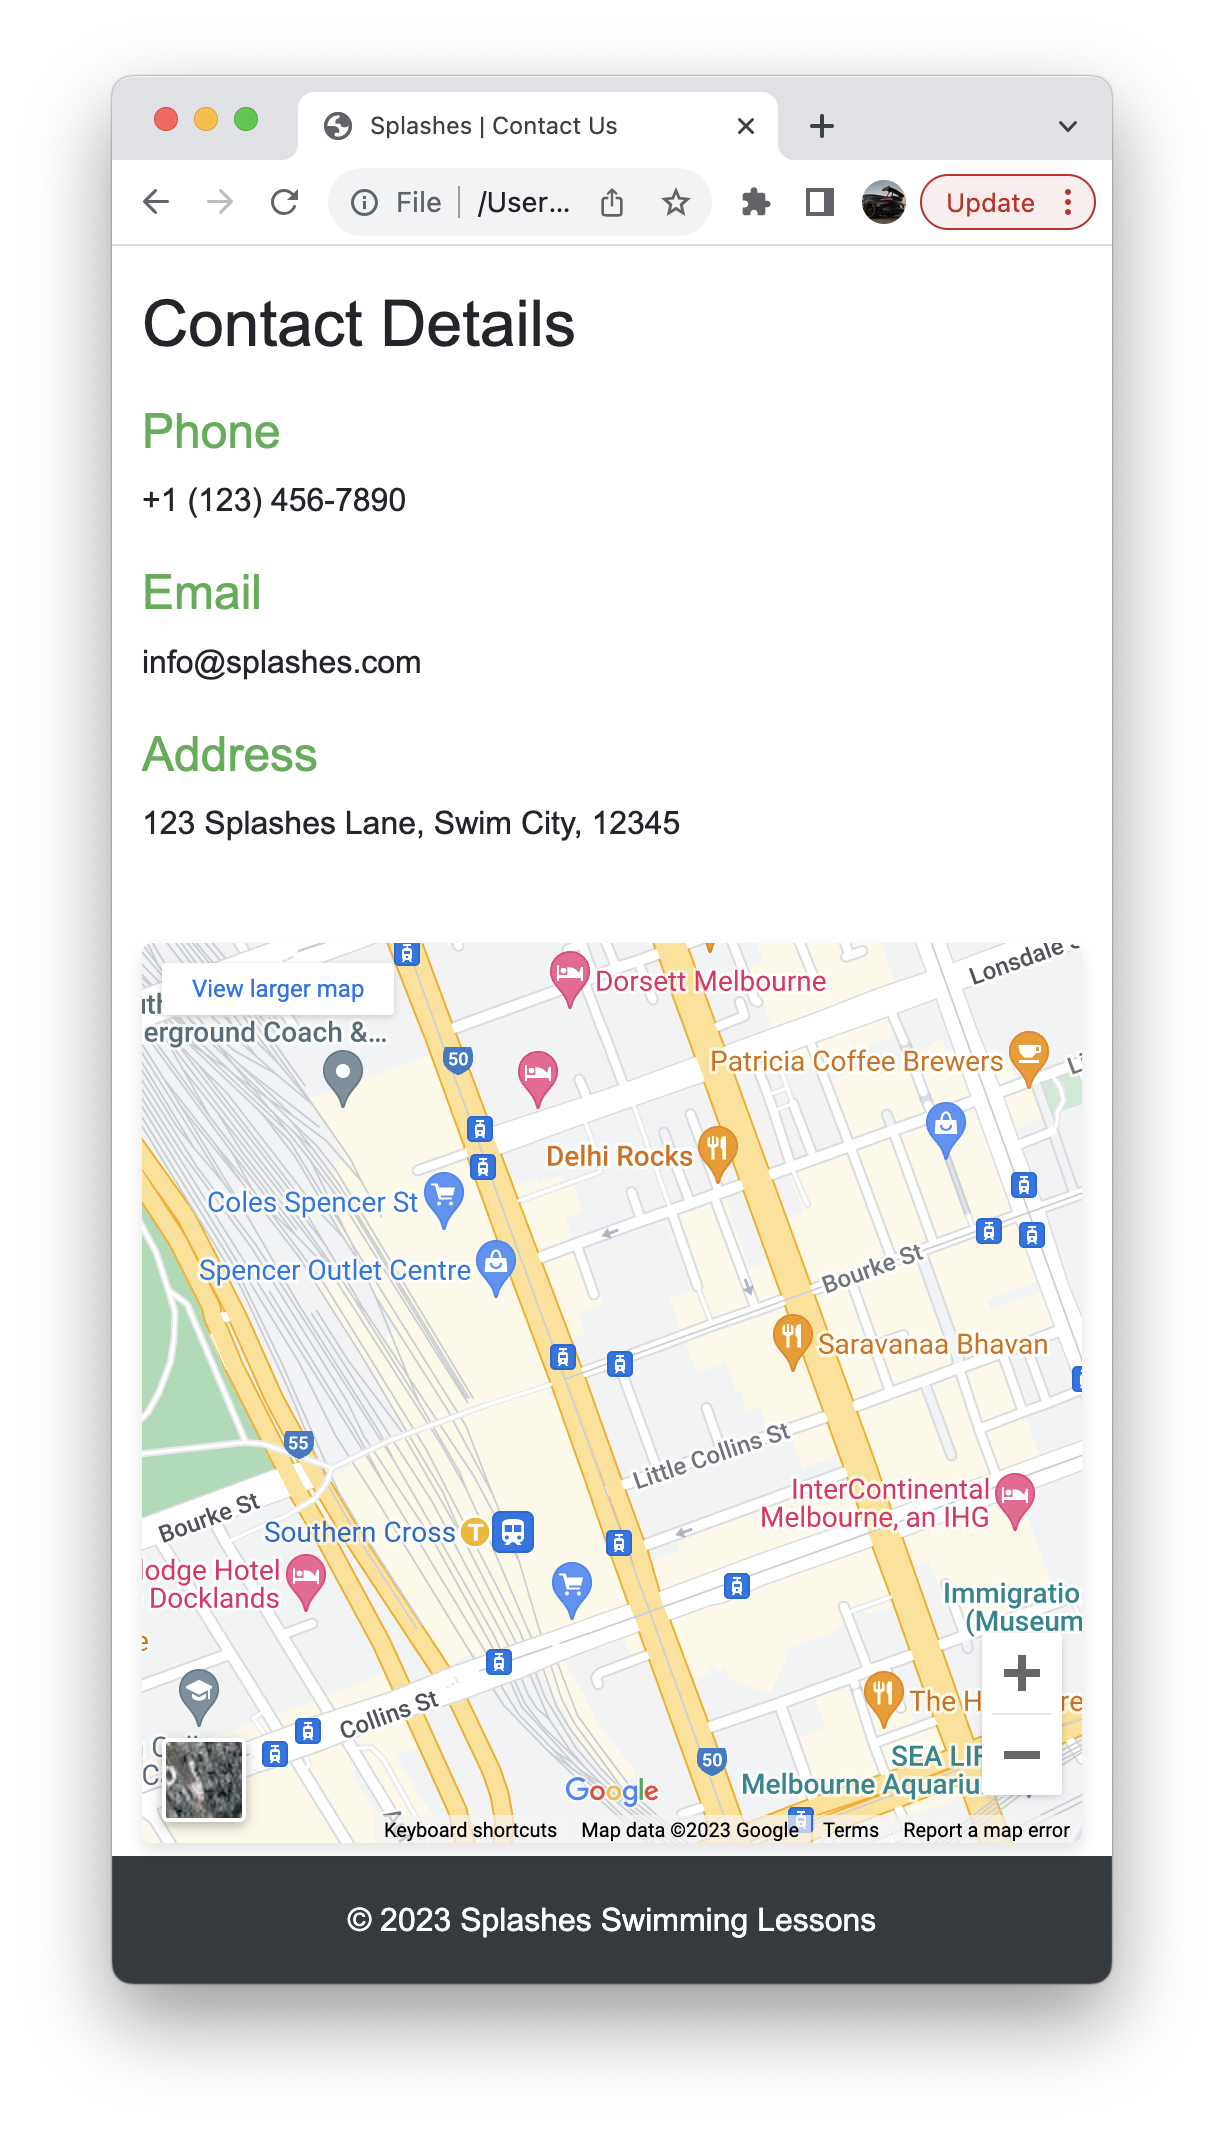 Splashes | Contact Us
File
/User...
Update
Contact Details
Phone
+1 (123) 456-7890
Email
info@splashes.com
Address
123 Splashes Lane, Swim City, 12345
View larger map
erground Coach &...
Dorsett Melbourne
Lonsdale
50
Patricia Coffee Brewers
Delhi Rocks
Coles Spencer St
Spencer Outlet Centre
Bourke St
Saravanaa Bhavan
55
Little Collins St
Bourke St
InterContinental
Melbourne, an IHG
Southern Cross
T
odge Hotel
Docklands
Immigratio
(Museum
Collins St
The H
re
SEA LIF
50
Melbourne Aquariu
Google
Keyboard shortcuts
Map data ©2023 Google
Terms
Report a map error
© 2023 Splashes Swimming Lessons